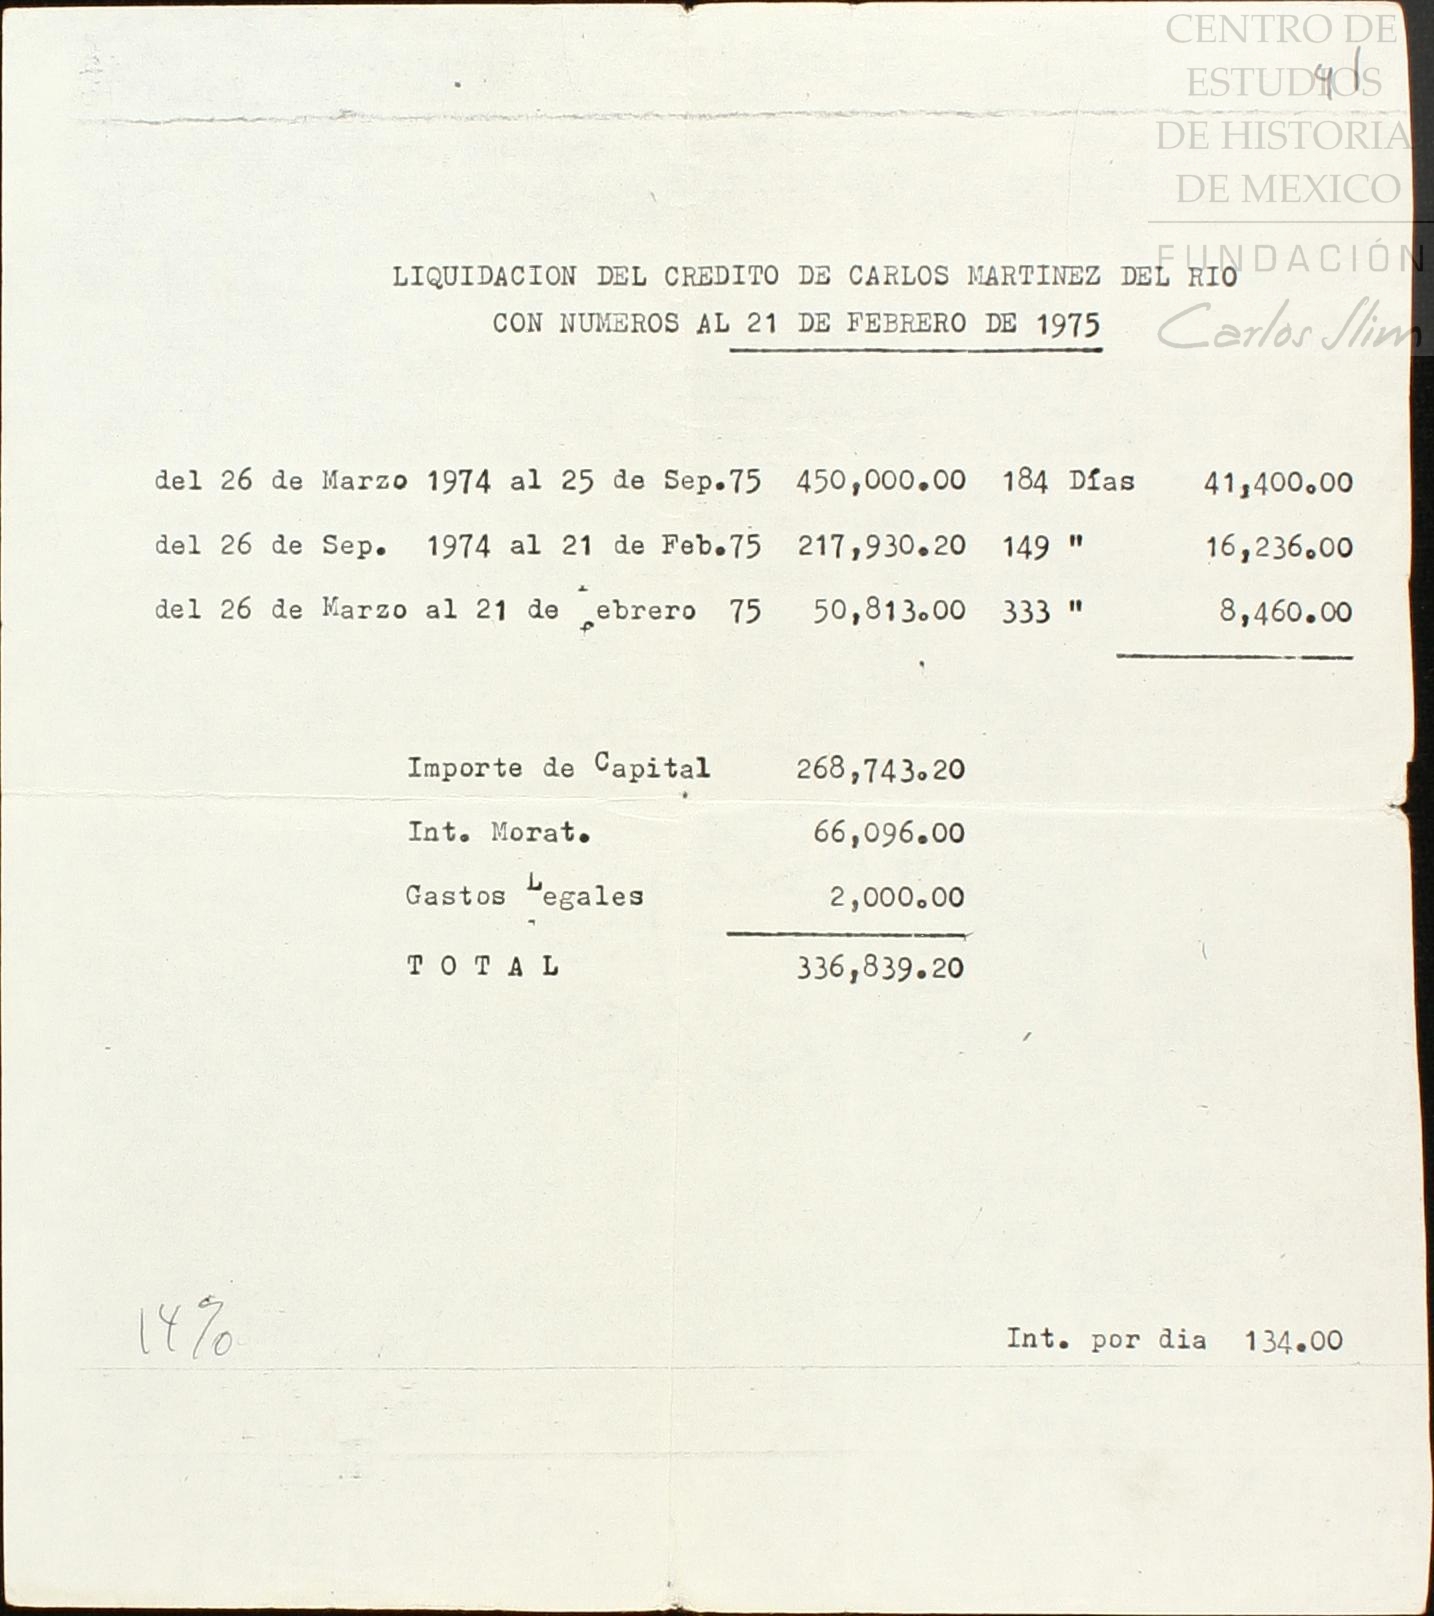 CENTRO DE
ESTUDIOS
DE HISTORIA
DE MEXICO
FUNDACIÓN
Carlos Slim
41
LIQUIDACION DEL CREDITO DE CARLOS MARTINEZ DEL RIO
CON NUMEROS AL 21 DE FEBRERO DE 1975
del 26 de Marzo 1974 al 25 de Sep.75 450,000.00 184 Días 41,400.00
del 26 de Sep. 1974 al 21 de Feb.75 217,930.20 149 " 16,236.00
del 26 de Marzo al 21 de febrero 75 50,813.00 333 " 8,460.00
Importe de Capital 268,743.20
Int. Morat. 66,096.00
Gastos Legales 2,000.00
T O T A L 336,839.20
14%
Int. por dia 134.00